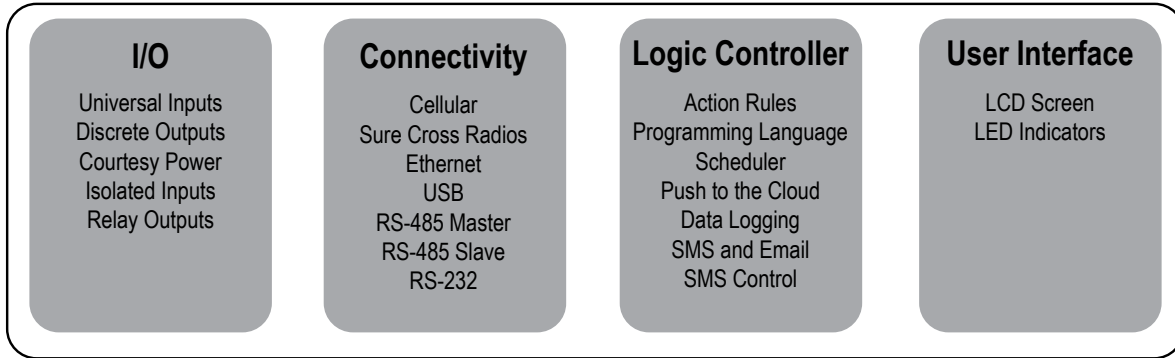 I/O
Universal Inputs
Discrete Outputs
Courtesy Power
Isolated Inputs
Relay Outputs
Connectivity
Cellular
Sure Cross Radios
Ethernet
USB
RS-485 Master
RS-485 Slave
RS-232
Logic Controller
Action Rules
Programming Language
Scheduler
Push to the Cloud
Data Logging
SMS and Email
SMS Control
User Interface
LCD Screen
LED Indicators